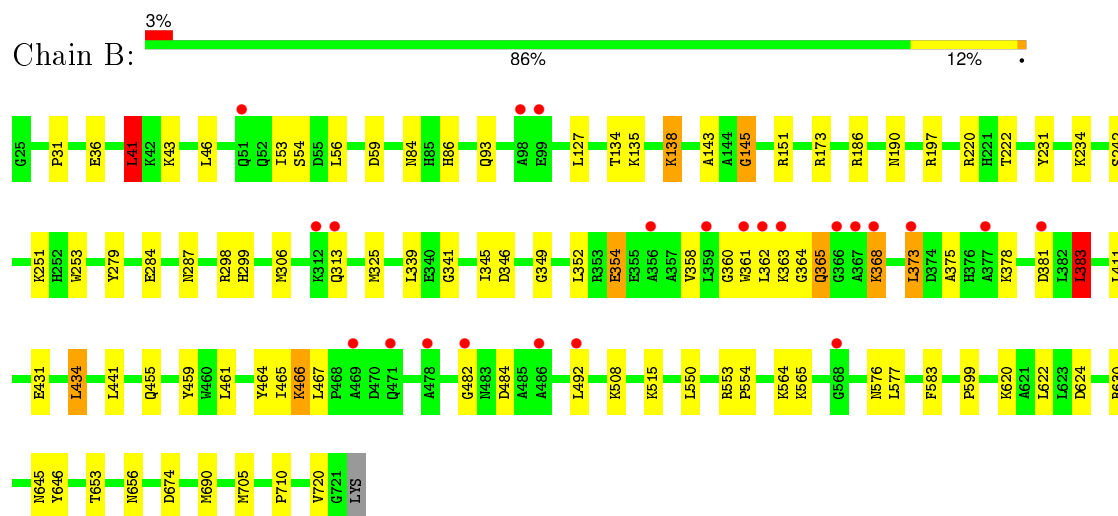 3%
Chain B:
86% 12% •
G25 P31 E36 L41 K42 K43 L46 Q51 Q52 I53 S54 D55 L56 D59 N84 H85 H86 Q93 A98 E99 L127 T134 K135 K138 A143 A144 G145 R151 R173 R186 N190 R197 R220 H221 T222 Y231 K234
K251 H252 W253 Y279 E284 N287 R298 H299 M306 K312 Q313 M325 L339 E340 G341 I345 D346 G349 L352 R353 E354 E355 A356 A357 V358 L359 G360 W361 L362 K363 G364 Q365 G366 A367 K368 L373 D374 A375 H376 A377 K378 D381 L382 L383 L411
E431 L434 L441 Q455 Y459 W460 L461 Y464 I465 K466 L467 P468 A469 D470 Q471 A478 G482 N483 D484 A485 A486 L492 K508 K515 L550 R553 P554 K564 K565 G568 N576 L577 F583 P599 K620 A621 L622 L623 D624
N645 Y646 T653 N656 D674 M690 M705 P710 V720 G721 LYS